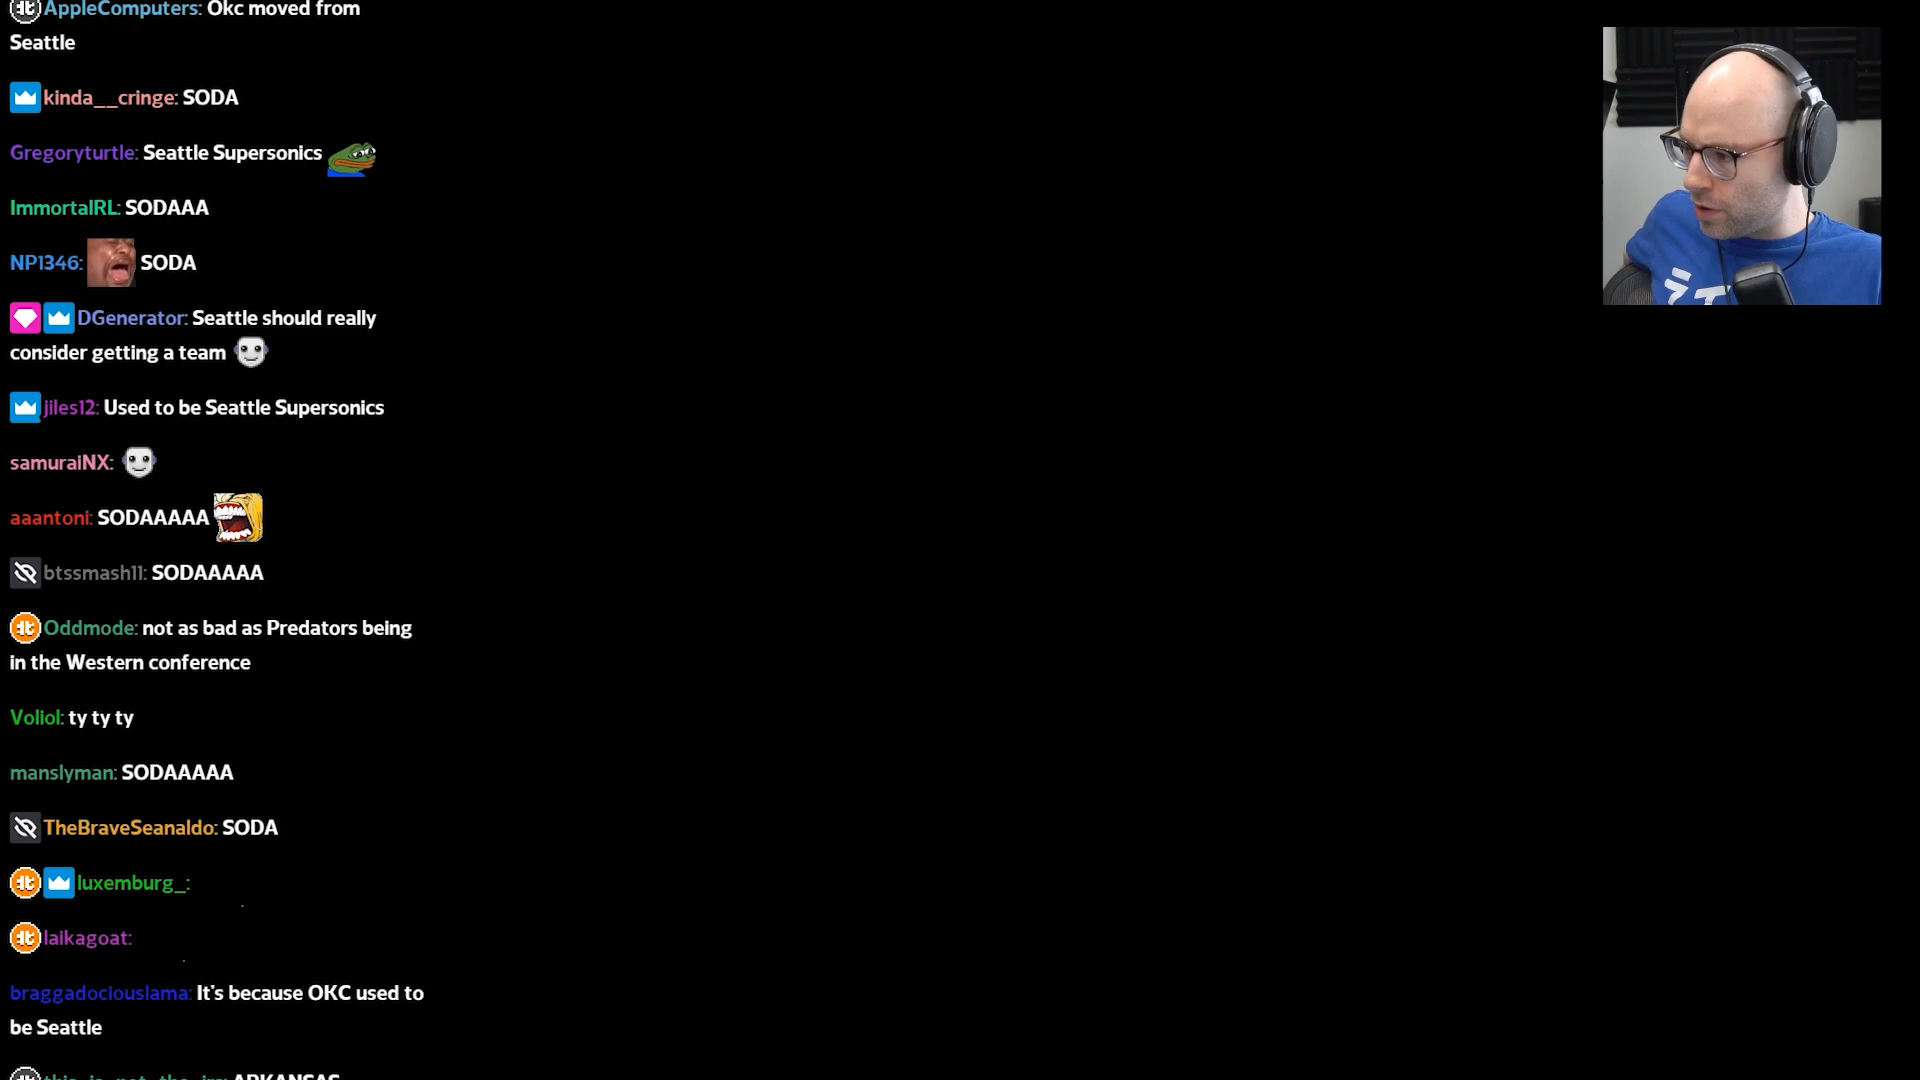 AppleComputers: Okc moved from
Seattle
kinda__cringe: SODA
Gregoryturtle: Seattle Supersonics
ImmortalRL: SODAAA
NP1346: SODA
DGenerator: Seattle should really
consider getting a team
jiles12: Used to be Seattle Supersonics
samuraiNX:
aaantoni: SODAAAAA
btssmash11: SODAAAAA
Oddmode: not as bad as Predators being
in the Western conference
Voliol: ty ty ty
manslyman: SODAAAAA
TheBraveSeanaldo: SODA
luxemburg_:
laikagoat:
braggadociouslama: It's because OKC used to
be Seattle
this_is_not_the_irs: ARKANSAS